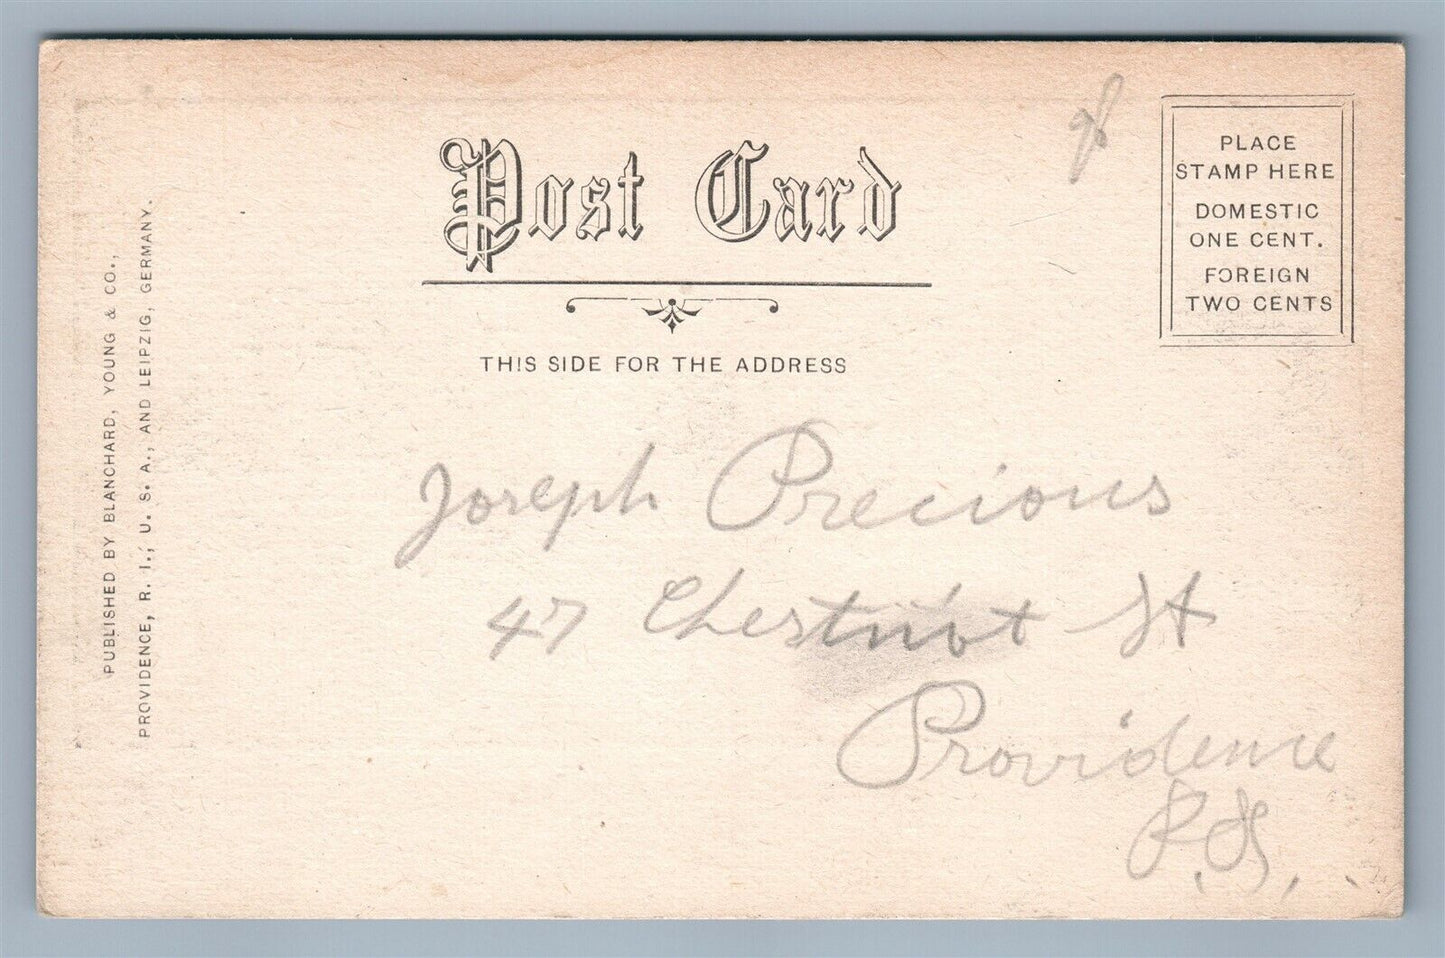 Post Card
THIS SIDE FOR THE ADDRESS
PLACE
STAMP HERE
DOMESTIC
ONE CENT.
FOREIGN
TWO CENTS
PUBLISHED BY BLANCHARD, YOUNG & CO.,
PROVIDENCE, R. I., U. S. A., AND LEIPZIG, GERMANY.
Joseph Precious
47 Chestnut St
Providence
R.I.